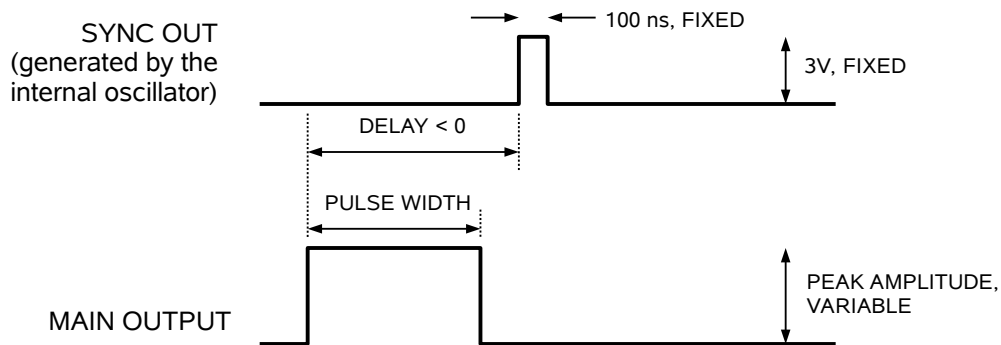 SYNC OUT
(generated by the
internal oscillator)
100 ns, FIXED
3V, FIXED
DELAY < 0
PULSE WIDTH
MAIN OUTPUT
PEAK AMPLITUDE,
VARIABLE